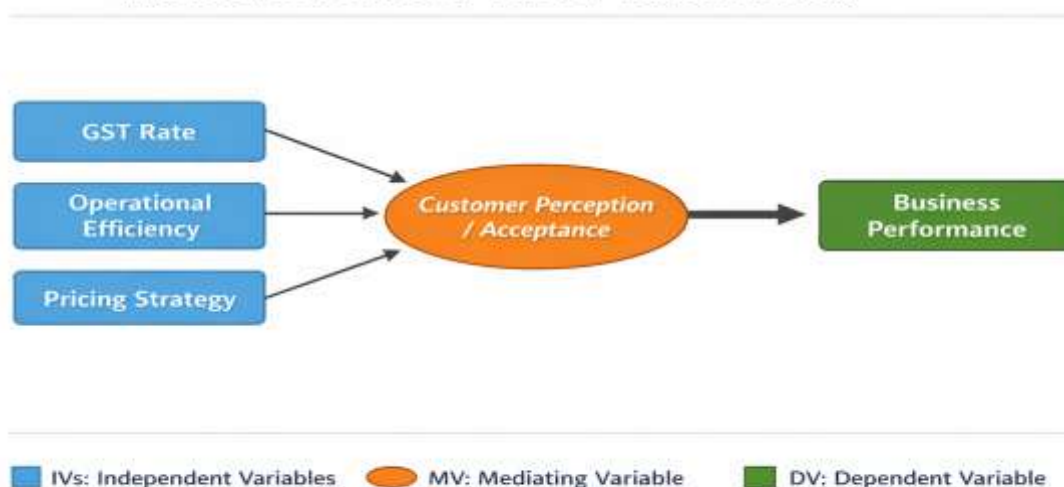 GST Rate
Operational
Efficiency
Pricing Strategy
Customer Perception
/ Acceptance
Business
Performance
IVs: Independent Variables
MV: Mediating Variable
DV: Dependent Variable